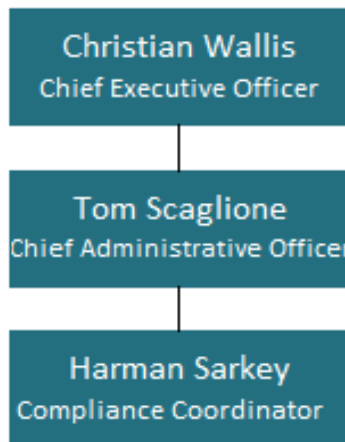 Christian Wallis
Chief Executive Officer
Tom Scaglione
Chief Administrative Officer
Harman Sarkey
Compliance Coordinator